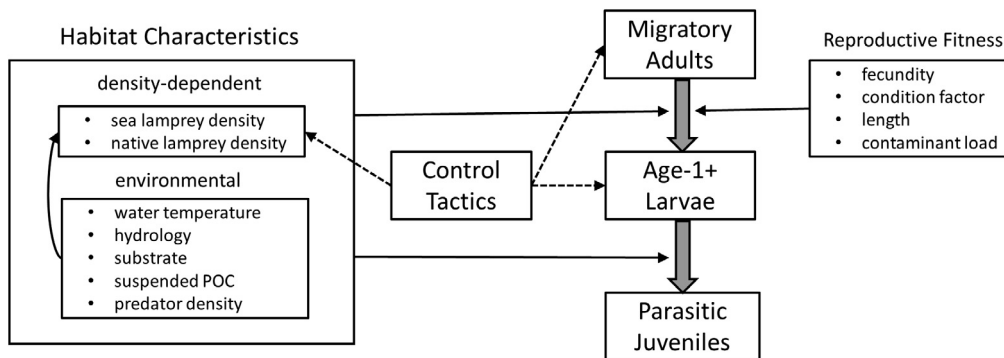 Habitat Characteristics
density-dependent
• sea lamprey density
• native lamprey density
environmental
• water temperature
• hydrology
• substrate
• suspended POC
• predator density
Control
Tactics
Migratory
Adults
Age-1+
Larvae
Parasitic
Juveniles
Reproductive Fitness
• fecundity
• condition factor
• length
• contaminant load